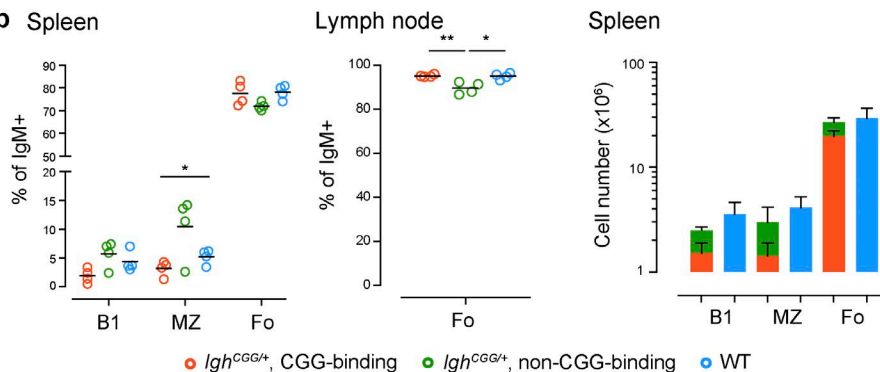 b Spleen
Lymph node
Spleen
% of IgM+
90
80
70
60
50
20
15
10
5
0
*
B1 MZ Fo
% of IgM+
100
80
60
40
20
0
** *
Fo
Cell number (x10⁶)
100
10
1
B1 MZ Fo
Igh^CGG/+, CGG-binding Igh^CGG/+, non-CGG-binding WT